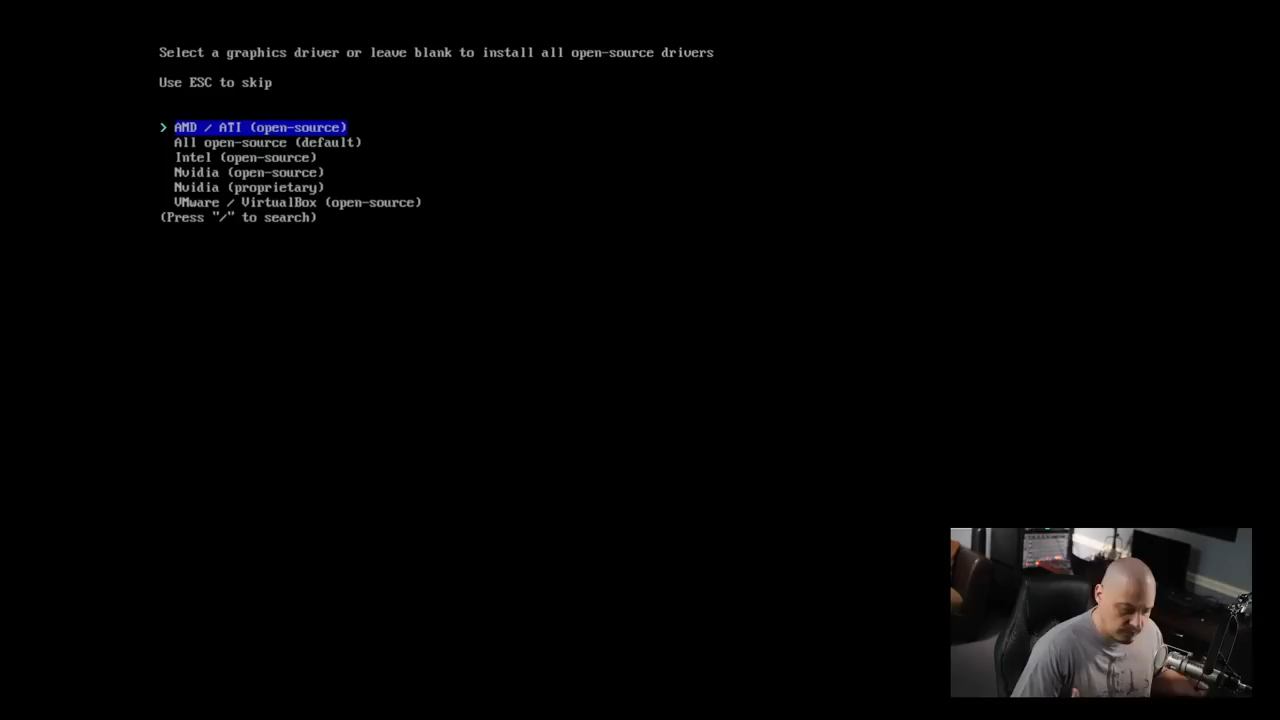 Select a graphics driver or leave blank to install all open-source drivers
Use ESC to skip
> AMD / ATI (open-source)
All open-source (default)
Intel (open-source)
Nvidia (open-source)
Nvidia (proprietary)
VMware / VirtualBox (open-source)
(Press "/" to search)